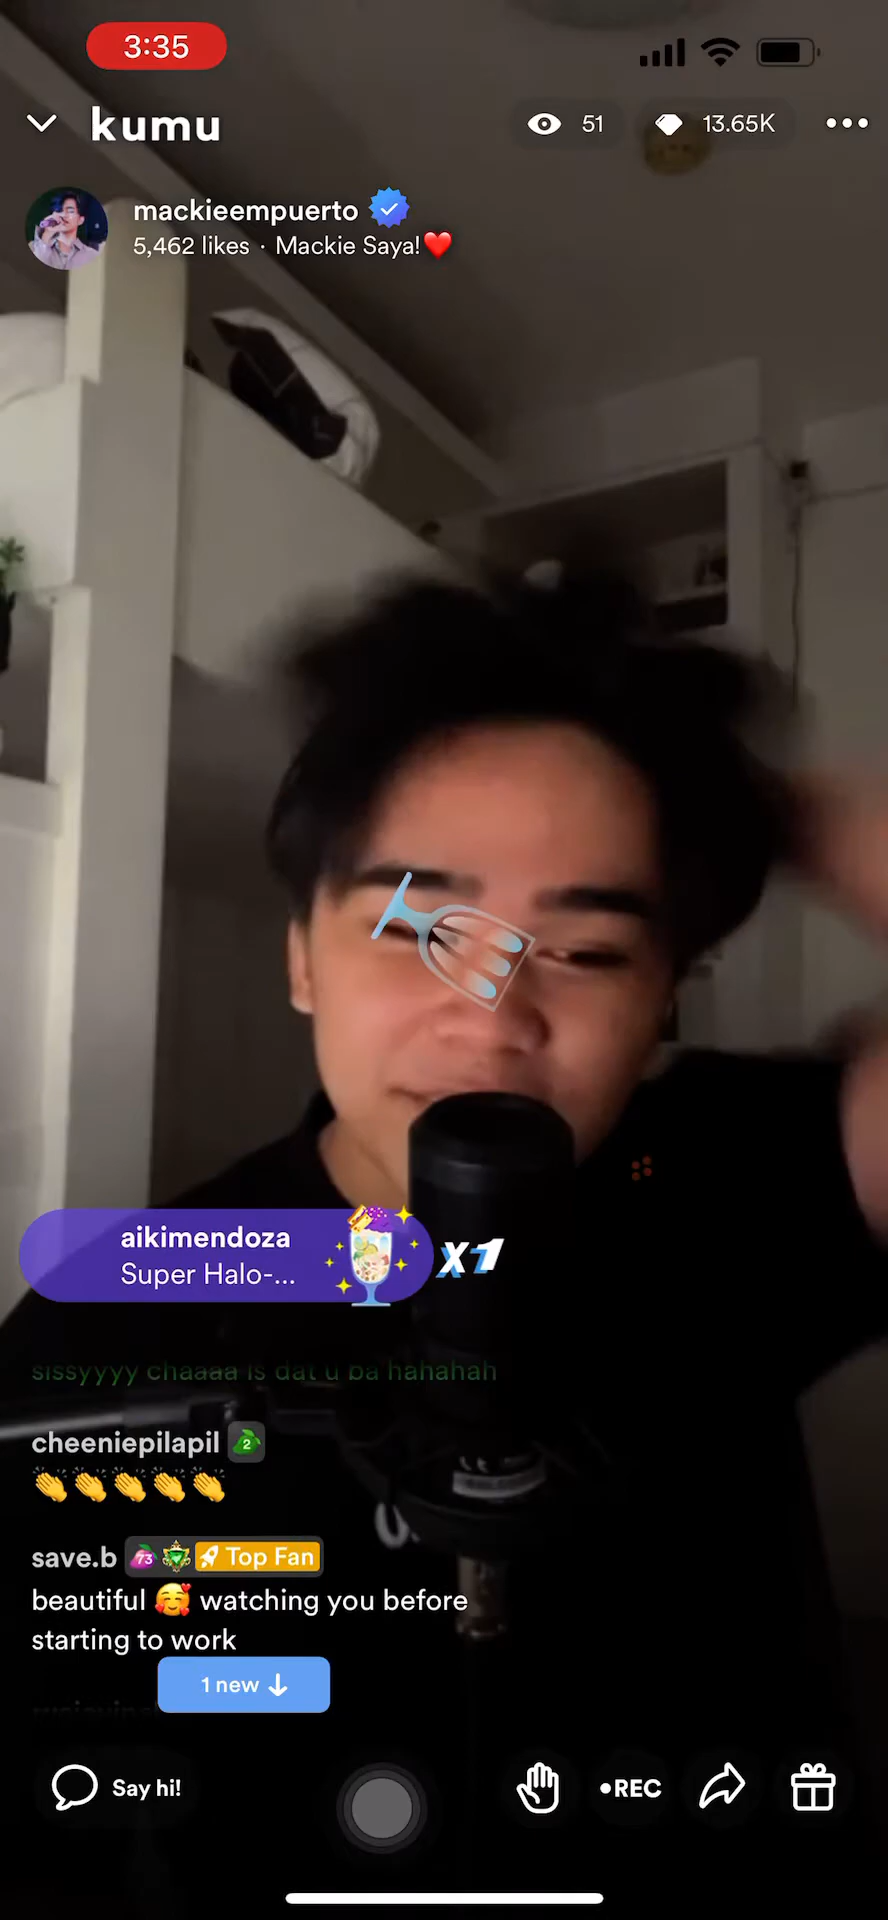 3:35
kumu
51
13.65K
mackieempuerto
5,462 likes · Mackie Saya!❤️
aikimendoza
Super Halo-...
X1
sissyyyy chaaaa is dat u ba hahahah
cheeniepilapil 2
👏👏👏👏👏
save.b 73 Top Fan
beautiful 🥰 watching you before
starting to work
1 new ↓
Say hi!
•REC